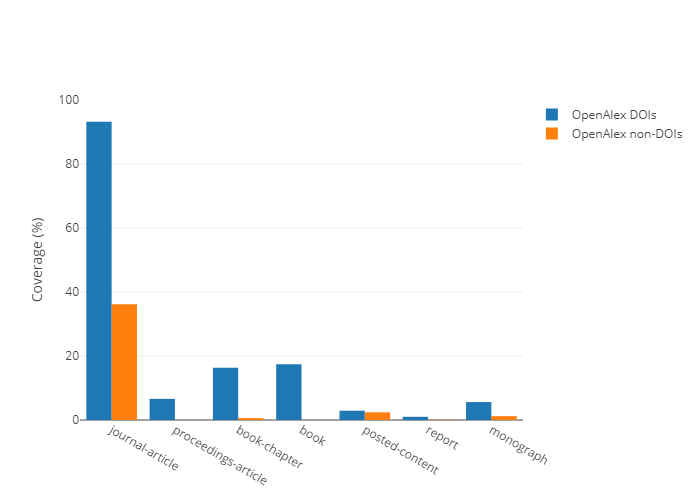 100
80
60
40
20
0
Coverage (%)
journal-article
proceedings-article
book-chapter
book
posted-content
report
monograph
OpenAlex DOIs
OpenAlex non-DOIs